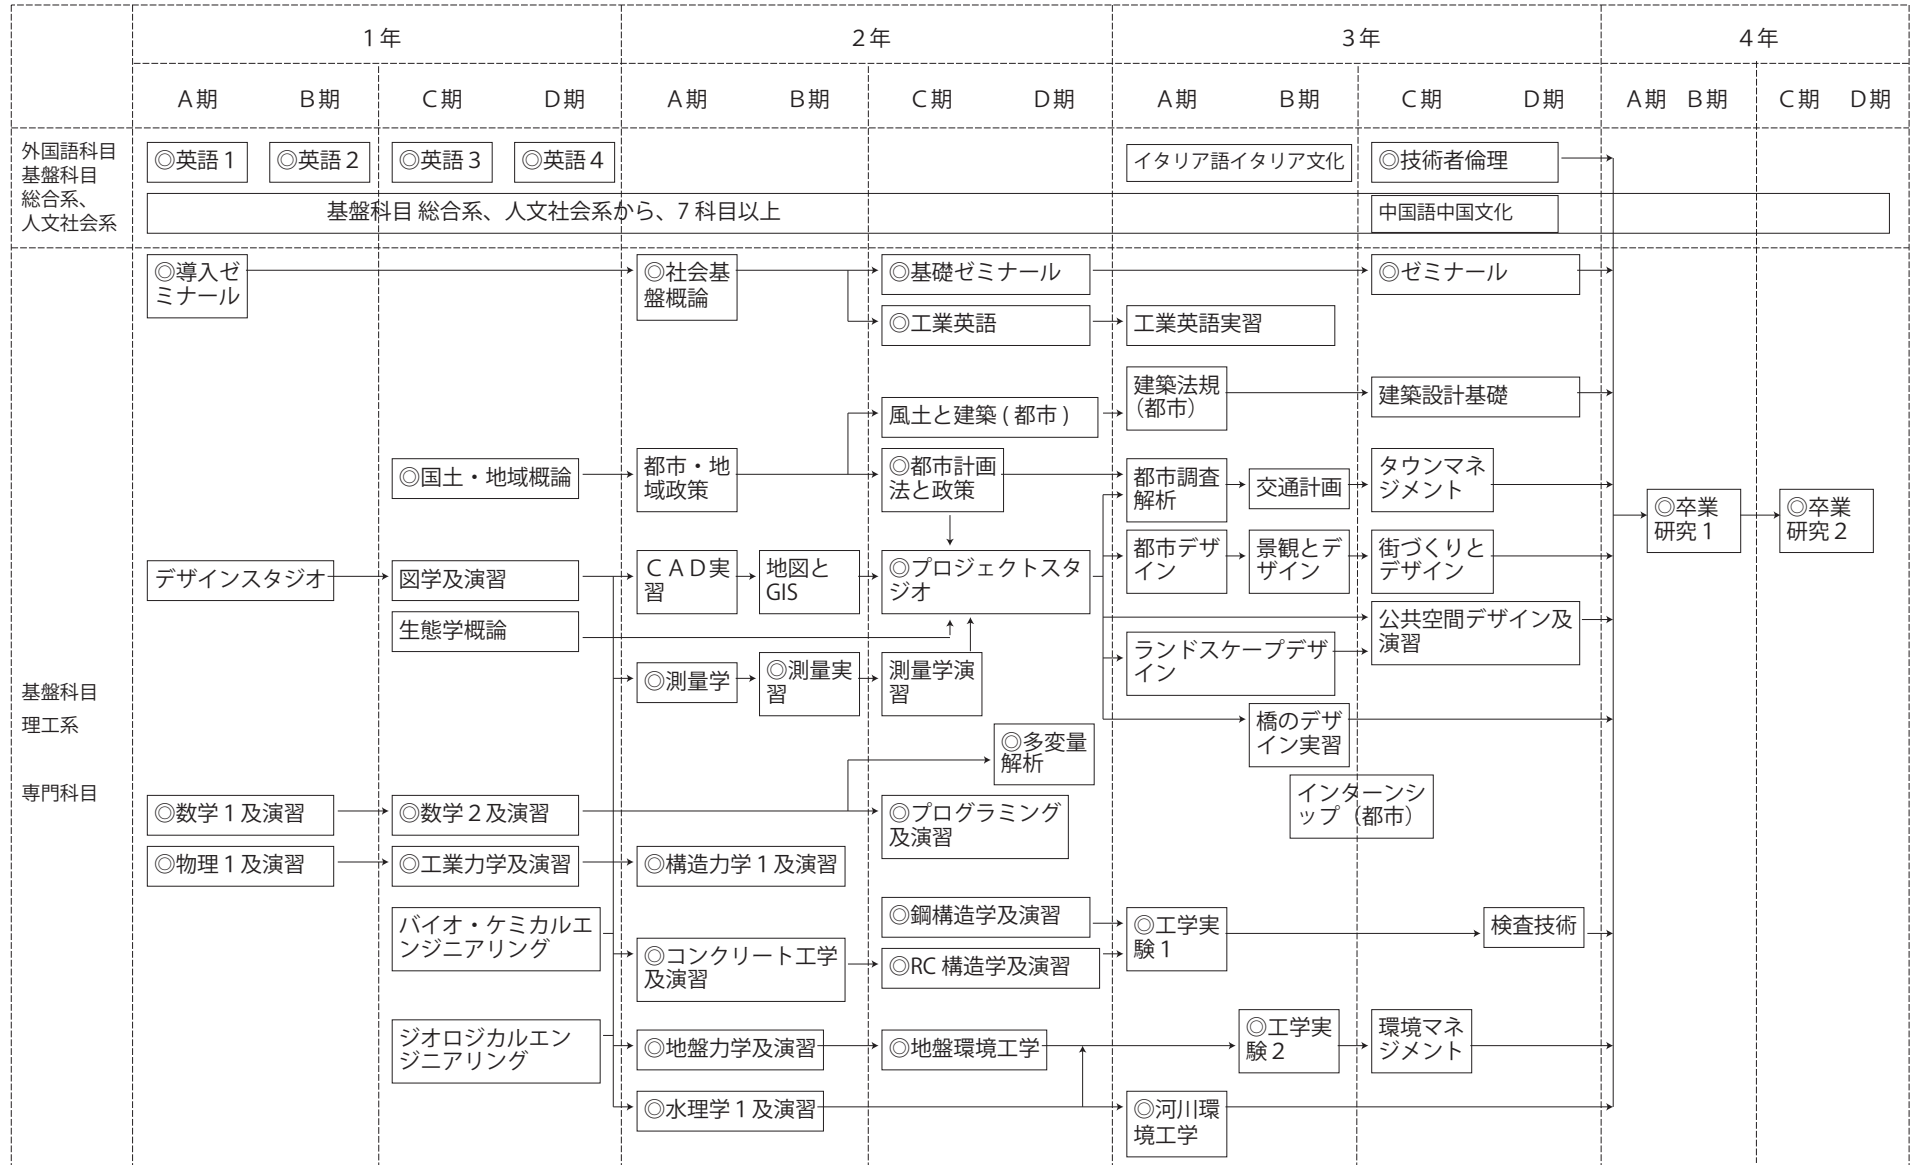 1年
2年
3年
4年
A期
B期
C期
D期
A期
B期
C期
D期
A期
B期
C期
D期
A期
B期
C期
D期
外国語科目
基盤科目
総合系、
人文社会系
◎英語1
◎英語2
◎英語3
◎英語4
イタリア語イタリア文化
◎技術者倫理
基盤科目 総合系、人文社会系から、7 科目以上
中国語中国文化
◎導入ゼ
ミナール
◎社会基
盤概論
◎基礎ゼミナール
◎ゼミナール
◎工業英語
工業英語実習
建築法規
(都市)
建築設計基礎
風土と建築 ( 都市 )
◎国土・地域概論
都市・地
域政策
◎都市計画
法と政策
都市調査
解析
交通計画
タウンマネ
ジメント
◎卒業
研究1
◎卒業
研究2
デザインスタジオ
図学及演習
CAD実
習
地図と
GIS
◎プロジェクトスタ
ジオ
都市デザ
イン
景観とデ
ザイン
街づくりと
デザイン
生態学概論
公共空間デザイン及
演習
◎測量学
◎測量実
習
測量学演
習
ランドスケープデザ
イン
基盤科目
理工系
専門科目
橋のデザ
イン実習
◎多変量
解析
インターンシ
ップ(都市)
◎数学1及演習
◎数学2及演習
◎プログラミング
及演習
◎物理1及演習
◎工業力学及演習
◎構造力学1及演習
バイオ・ケミカルエ
ンジニアリング
◎コンクリート工学
及演習
◎鋼構造学及演習
◎RC 構造学及演習
◎工学実
験1
検査技術
ジオロジカルエン
ジニアリング
◎地盤力学及演習
◎地盤環境工学
◎工学実
験2
環境マネ
ジメント
◎水理学1及演習
◎河川環
境工学